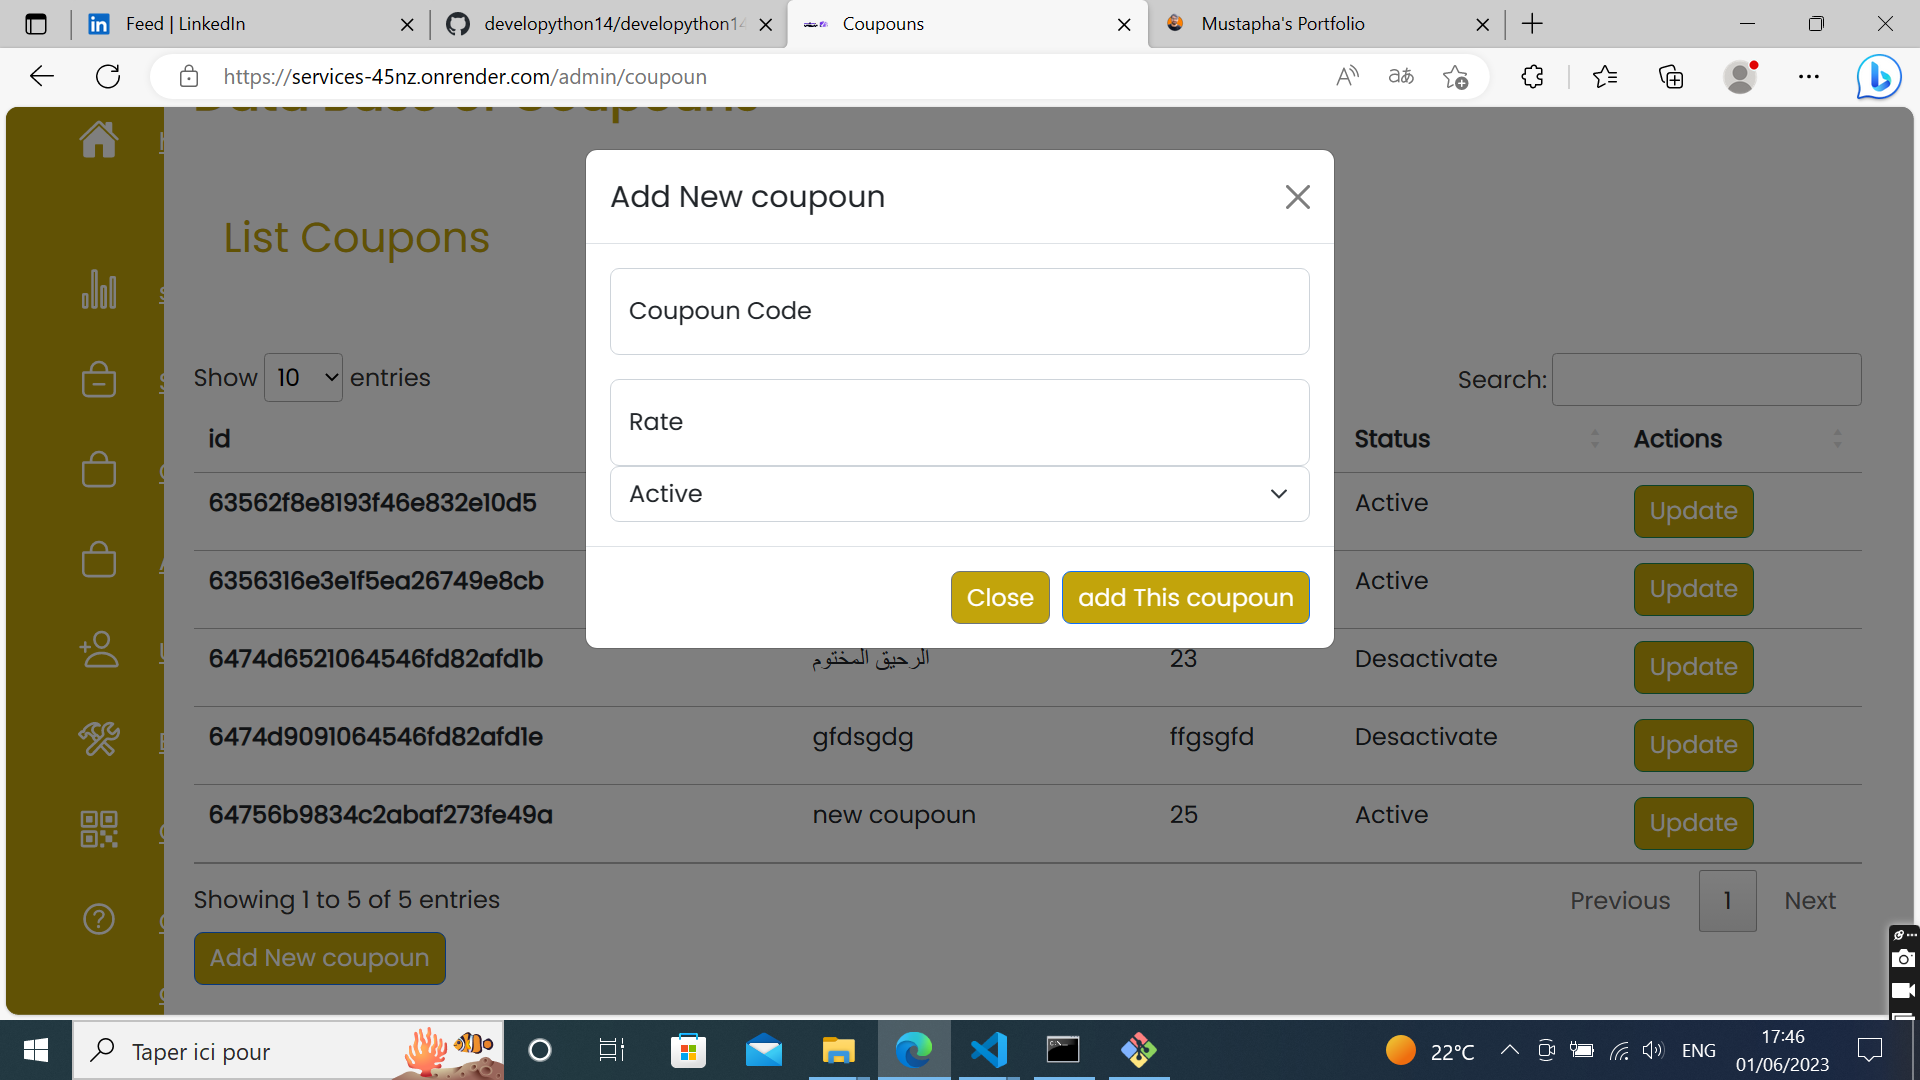 Feed | LinkedIn
developython14/developython14
Coupouns
Mustapha's Portfolio
https://services-45nz.onrender.com/admin/coupoun
Data Base of Coupouns
List Coupons
Show 10 entries
Search:
id
Status
Actions
63562f8e8193f46e832e10d5
Active
Update
6356316e3e1f5ea26749e8cb
Active
Update
6474d6521064546fd82afd1b
الرحيق المختوم
23
Desactivate
Update
6474d9091064546fd82afd1e
gfdsgdg
ffgsgfd
Desactivate
Update
64756b9834c2abaf273fe49a
new coupoun
25
Active
Update
Showing 1 to 5 of 5 entries
Previous
1
Next
Add New coupoun
Add New coupoun
Coupoun Code
Rate
Active
Close
add This coupoun
Taper ici pour
22°C
ENG
17:46
01/06/2023